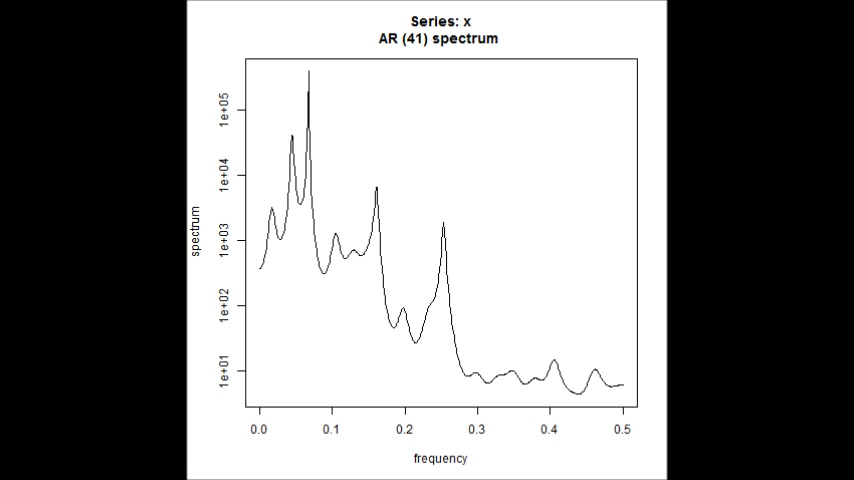 Series: x
AR (41) spectrum
1e+05
1e+04
1e+03
1e+02
1e+01
spectrum
0.0 0.1 0.2 0.3 0.4 0.5
frequency